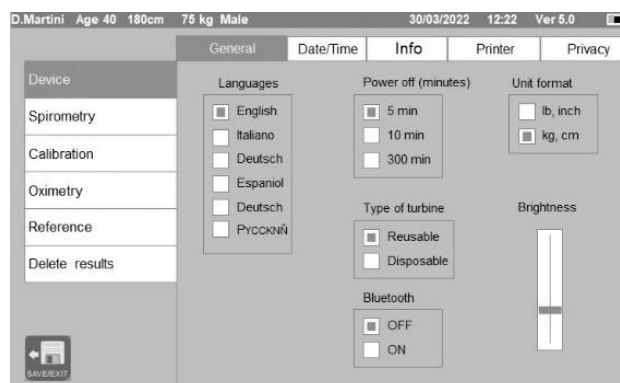 D.Martini Age 40 180cm 75 kg Male 30/03/2022 12:22 Ver 5.0
General Date/Time Info Printer Privacy
Device
Spirometry
Calibration
Oximetry
Reference
Delete results
SAVE/EXIT
Languages
English
Italiano
Deutsch
Espaniol
Deutsch
PYCCKNÑ
Power off (minutes)
5 min
10 min
300 min
Type of turbine
Reusable
Disposable
Bluetooth
OFF
ON
Unit format
lb, inch
kg, cm
Brightness